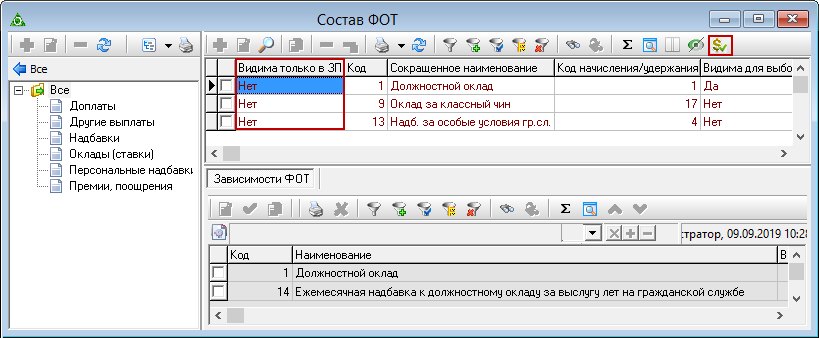 Состав ФОТ
Все
Все
Доплаты
Другие выплаты
Надбавки
Оклады (ставки)
Персональные надбавки
Премии, поощрения
Видима только в ЗП Код Сокращенное наименование Код начисления/удержания Видима для выбо
Нет 1 Должностной оклад 1 Да
Нет 9 Оклад за классный чин 17 Нет
Нет 13 Надб. за особые условия гр.сл. 4 Нет
Зависимости ФОТ
тратор, 09.09.2019 10:28
Код Наименование В
1 Должностной оклад
14 Ежемесячная надбавка к должностному окладу за выслугу лет на гражданской службе